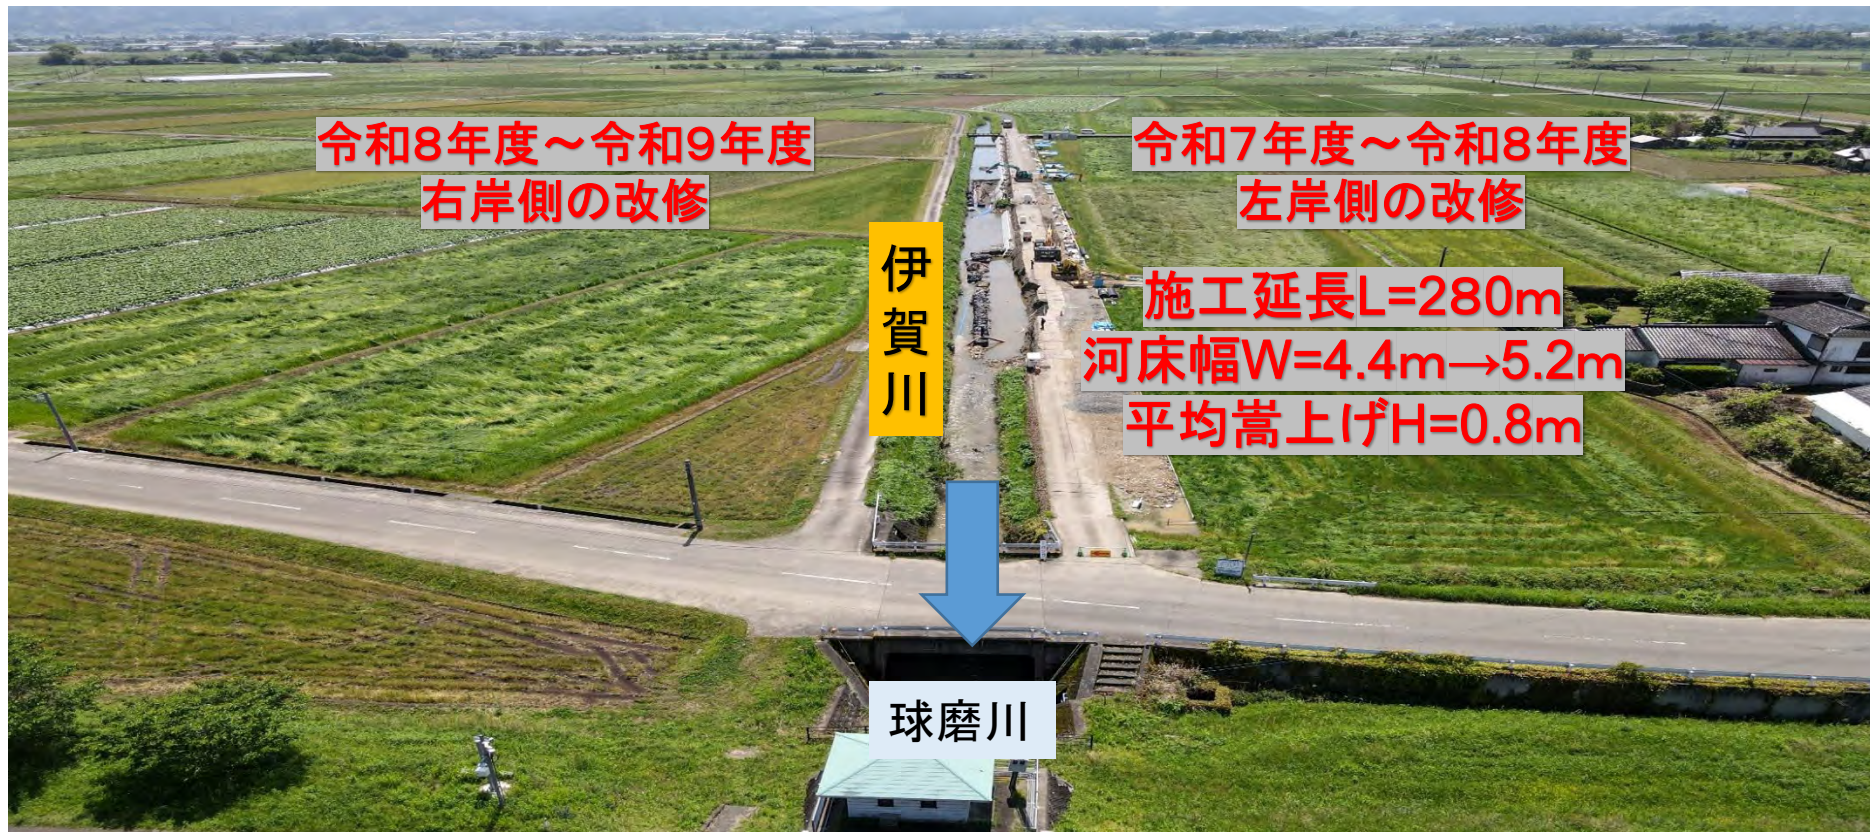 令和8年度～令和9年度
右岸側の改修
令和7年度～令和8年度
左岸側の改修
施工延長L=280m
河床幅W=4.4m→5.2m
平均嵩上げH=0.8m
伊賀川
球磨川